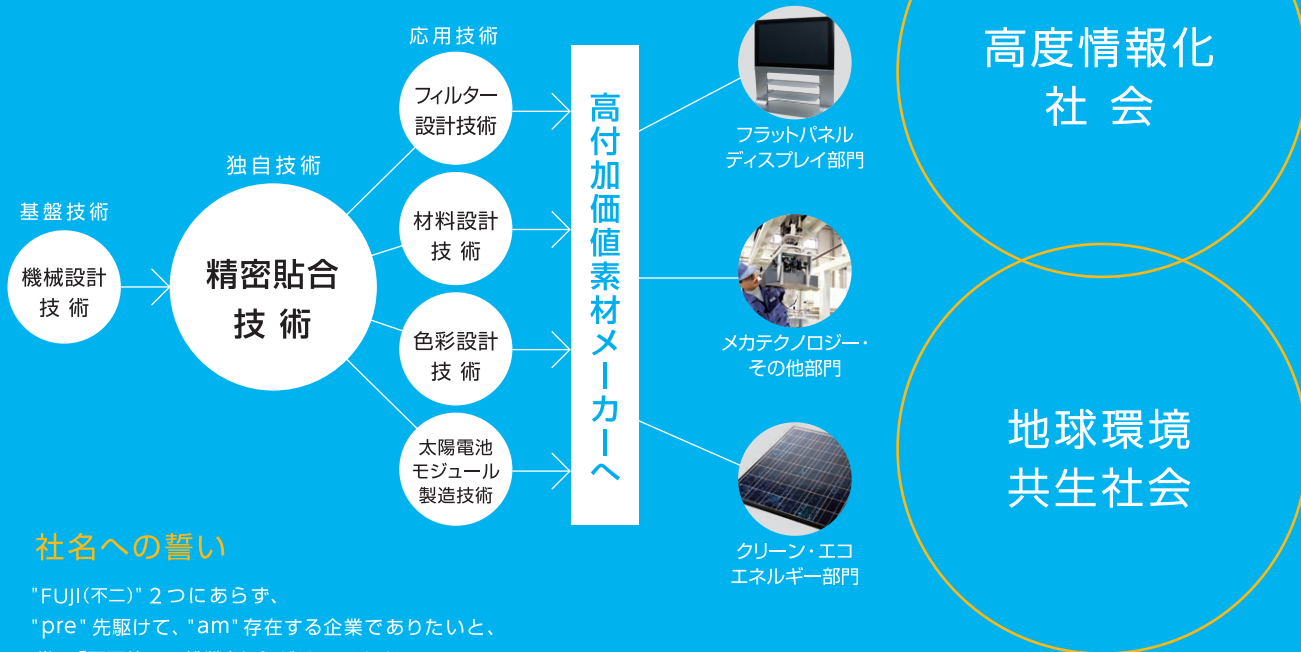 基盤技術
機械設計
技 術
独自技術
精密貼合
技 術
応用技術
フィルター
設計技術
材料設計
技 術
色彩設計
技 術
太陽電池
モジュール
製造技術
高付加価値素材メーカーへ
フラットパネル
ディスプレイ部門
メカテクノロジー・
その他部門
クリーン・エコ
エネルギー部門
高度情報化
社 会
地球環境
共生社会
社名への誓い
"FUJI(不二)" 2つにあらず、
"pre" 先駆けて、"am" 存在する企業でありたいと、